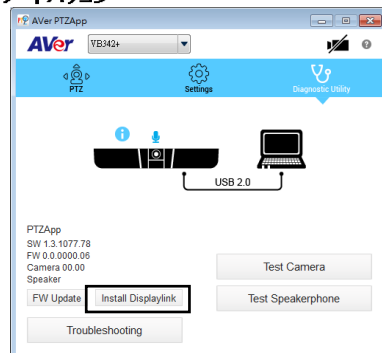 AVer PTZApp
AVer VB342+
PTZ Settings Diagnostic Utility
USB 2.0
PTZApp
SW 1.3.1077.78
FW 0.0.0000.06
Camera 00.00
Speaker
Test Camera
FW Update Install Displaylink Test Speakerphone
Troubleshooting